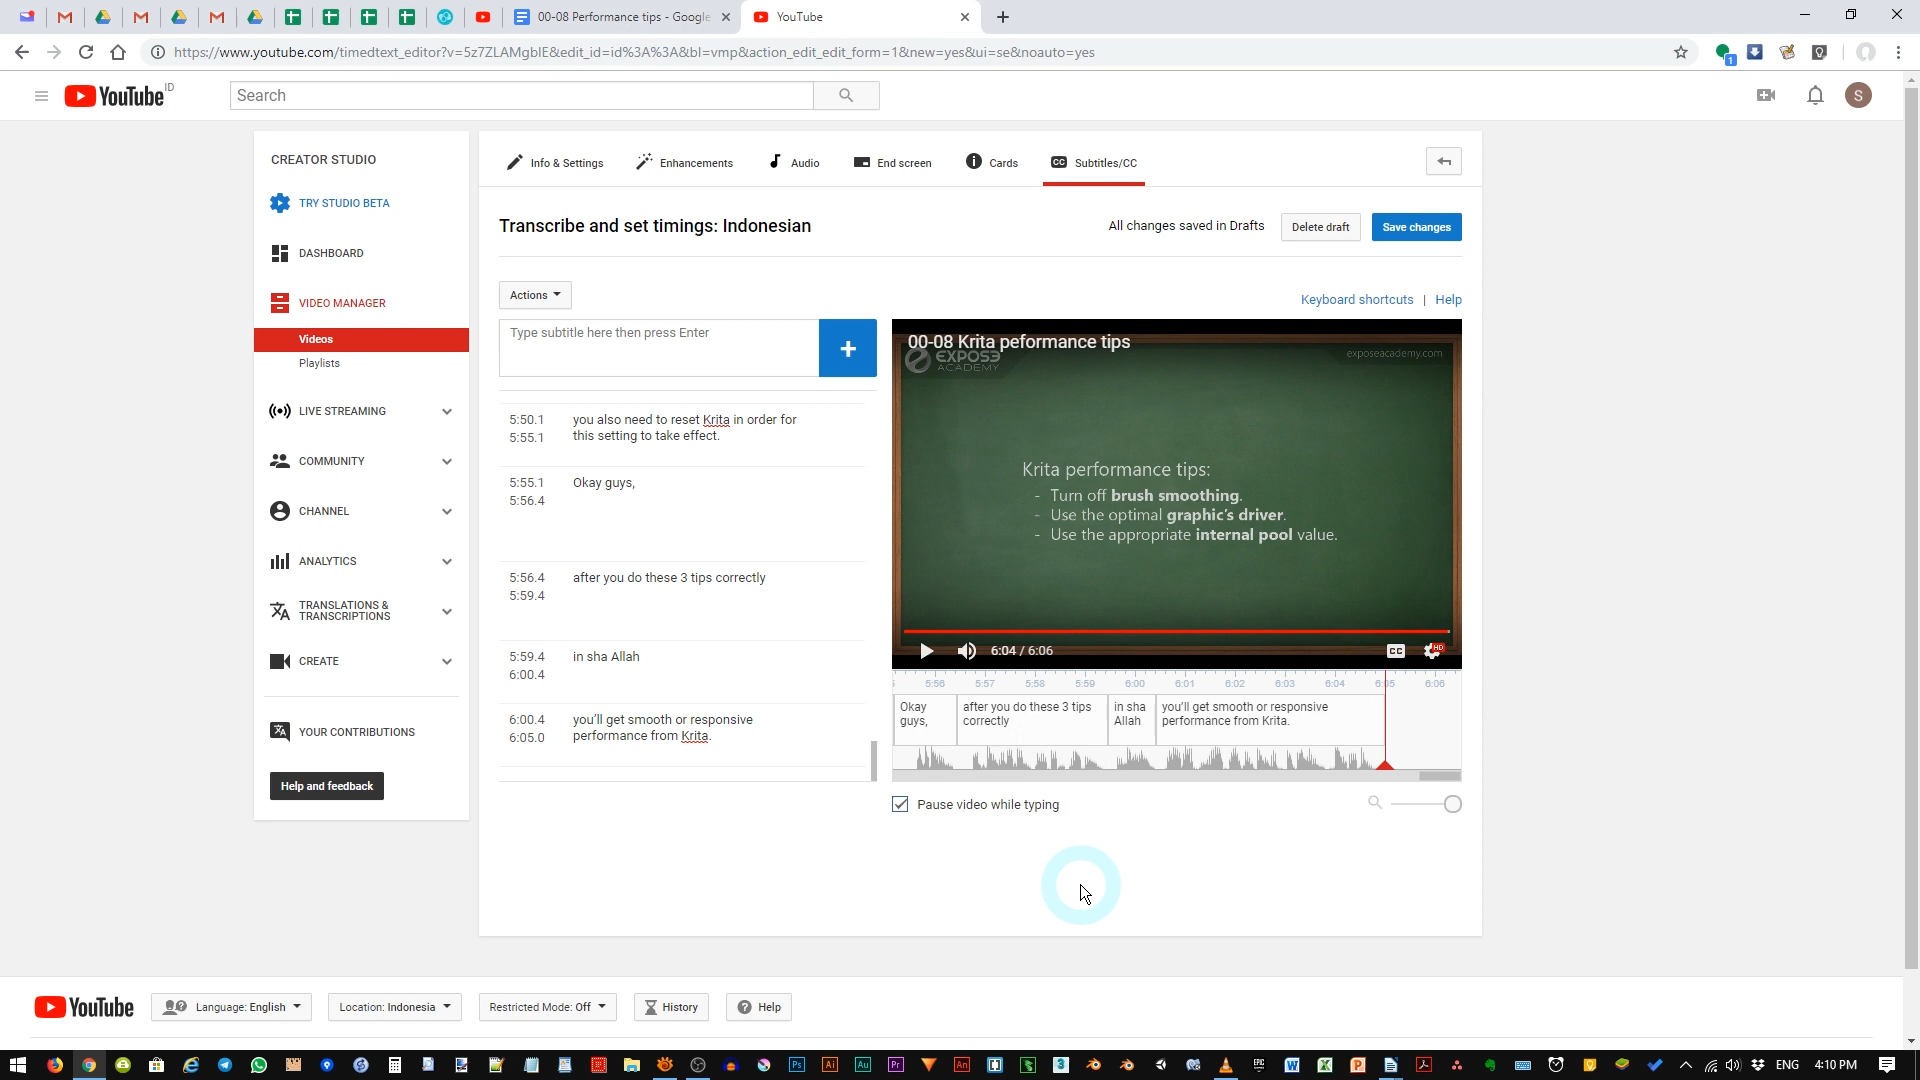 00-08 Performance tips - Google
YouTube
https://www.youtube.com/timedtext_editor?v=5z7ZLAMgbIE&edit_id=id%3A%3A&bl=vmp&action_edit_edit_form=1&new=yes&ui=se&noauto=yes
1
YouTube ID
Search
S
CREATOR STUDIO
TRY STUDIO BETA
DASHBOARD
VIDEO MANAGER
Videos
Playlists
LIVE STREAMING
COMMUNITY
CHANNEL
ANALYTICS
TRANSLATIONS &
TRANSCRIPTIONS
CREATE
YOUR CONTRIBUTIONS
Help and feedback
Info & Settings
Enhancements
Audio
End screen
Cards
CC Subtitles/CC
Transcribe and set timings: Indonesian
All changes saved in Drafts
Delete draft
Save changes
Actions
Keyboard shortcuts | Help
Type subtitle here then press Enter
+
5:50.1 you also need to reset Krita in order for
5:55.1 this setting to take effect.
5:55.1 Okay guys,
5:56.4
5:56.4 after you do these 3 tips correctly
5:59.4
5:59.4 in sha Allah
6:00.4
6:00.4 you'll get smooth or responsive
6:05.0 performance from Krita.
00-08 Krita peformance tips
EXPOS3
ACADEMY
exposeacademy.com
Krita performance tips:
- Turn off brush smoothing.
- Use the optimal graphic's driver.
- Use the appropriate internal pool value.
6:04 / 6:06
CC
HD
5:56 5:57 5:58 5:59 6:00 6:01 6:02 6:03 6:04 6:05 6:06
Okay
guys,
after you do these 3 tips
correctly
in sha
Allah
you'll get smooth or responsive
performance from Krita.
Pause video while typing
YouTube
Language: English
Location: Indonesia
Restricted Mode: Off
History
Help
ENG
4:10 PM